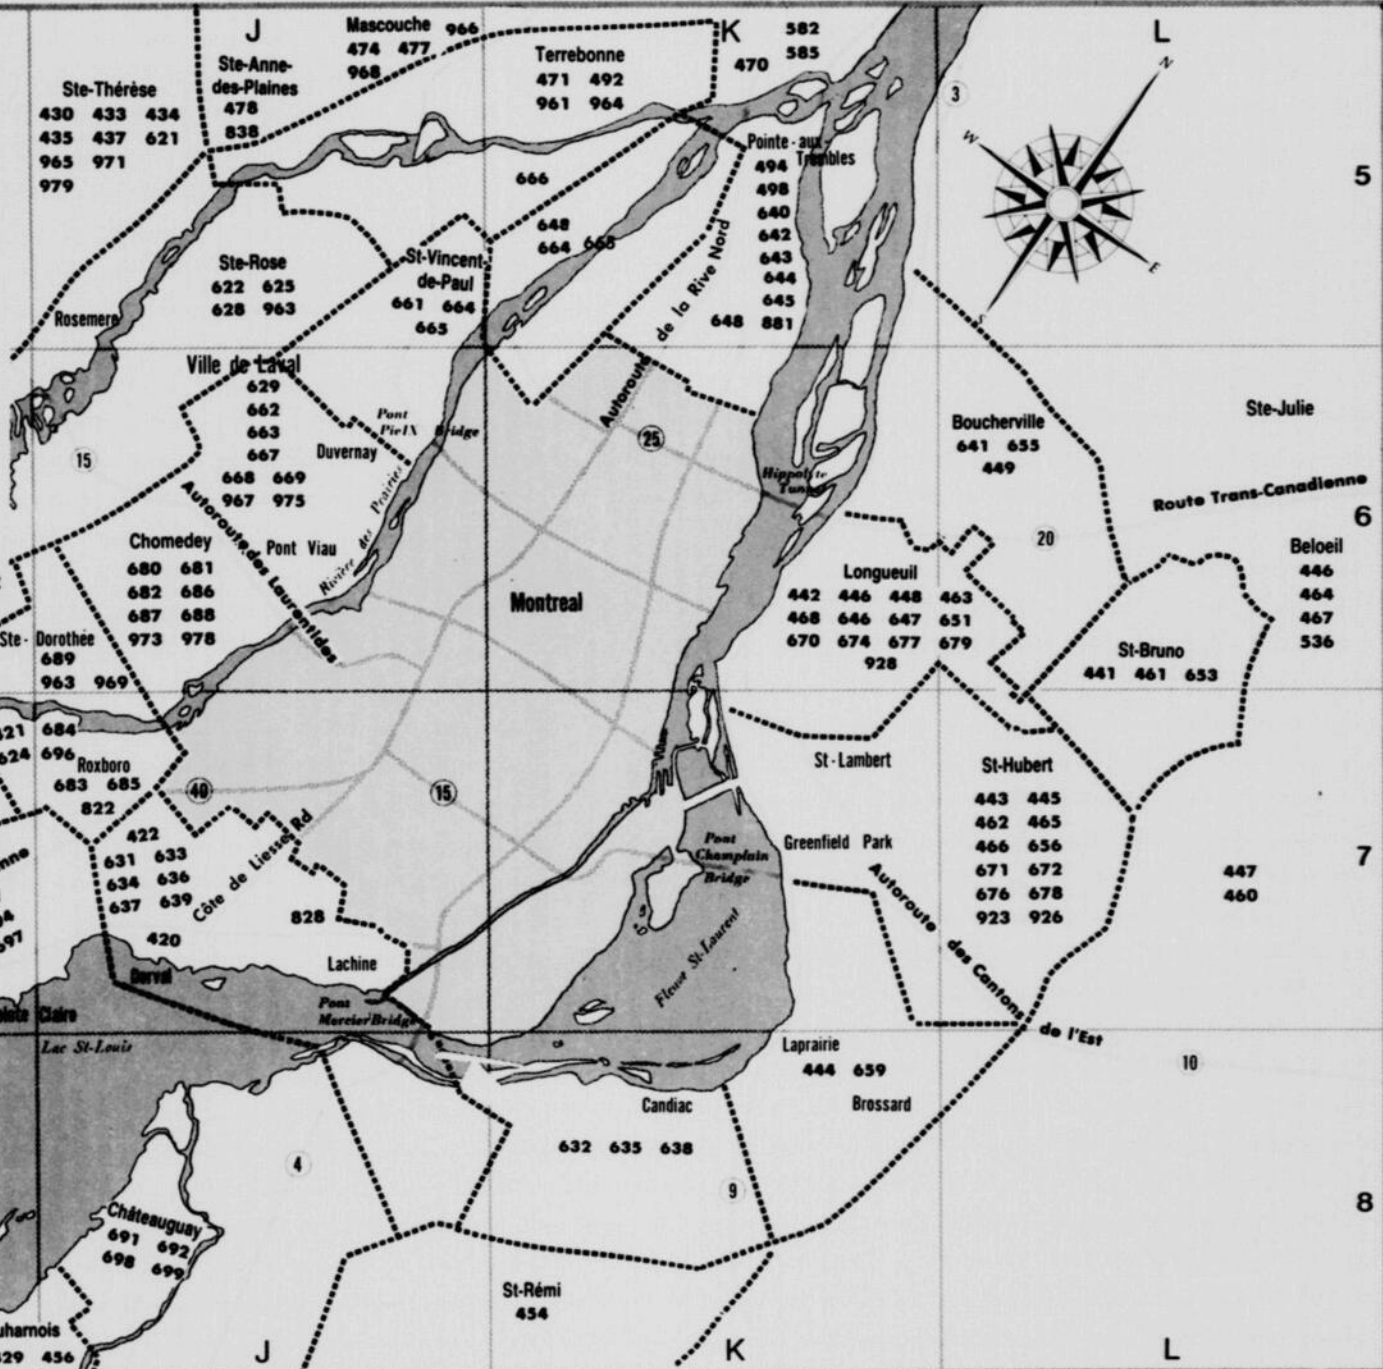 J
K
L
Mascouche 966
474 477
968
Ste-Anne-
des-Plaines
478
838
Terrebonne
471 492
961 964
582
585
470
3
N
W
E
S
Ste-Thérèse
430 433 434
435 437 621
965 971
979
5
Pointe-aux-
Trembles
494
498
640
642
643
644
645
648 881
666
648
664 665
Autoroute de la Rive Nord
Ste-Rose
622 625
628 963
St-Vincent-
de-Paul
661 664
665
Rosemere
Ville de Laval
629
662
663
667
668 669
967 975
Duvernay
Pont
Pie IX Bridge
15
25
Hippolyte
Tunnel
Boucherville
641 655
449
Ste-Julie
Route Trans-Canadienne
6
Autoroute des Laurentides
Rivière des Prairies
Pont Viau
Chomedey
680 681
682 686
687 688
973 978
Montreal
20
Beloeil
446
464
467
536
Longueuil
442 446 448 463
468 646 647 651
670 674 677 679
928
Ste-Dorothée
689
963 969
St-Bruno
441 461 653
421 684
624 696
Roxboro
683 685
822
40
15
St-Lambert
St-Hubert
443 445
462 465
466 656
671 672
676 678
923 926
Pont
Champlain
Bridge
Greenfield Park
7
447
460
422
631 633
634 636
637 639
420
Côte de Liesse Rd
828
697
Autoroute des Cantons de l'Est
Fleuve St-Laurent
Lachine
Dorval
Pont
Mercier Bridge
Pointe Claire
Lac St-Louis
Laprairie
444 659
10
Candiac
Brossard
632 635 638
4
9
8
Châteauguay
691 692
698 699
St-Rémi
454
uharnois
429 456
J
K
L